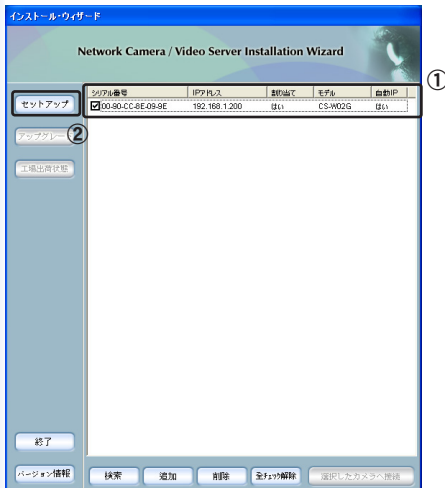 インストール・ウィザード
Network Camera / Video Server Installation Wizard
①
シリアル番号 IPアドレス 割り当て モデル 自動IP
00-90-CC-8E-09-9E 192.168.1.200 はい CS-W02G はい
セットアップ
②
アップグレード
工場出荷状態
終了
バージョン情報
検索 追加 削除 全チェック解除 選択したカメラへ接続